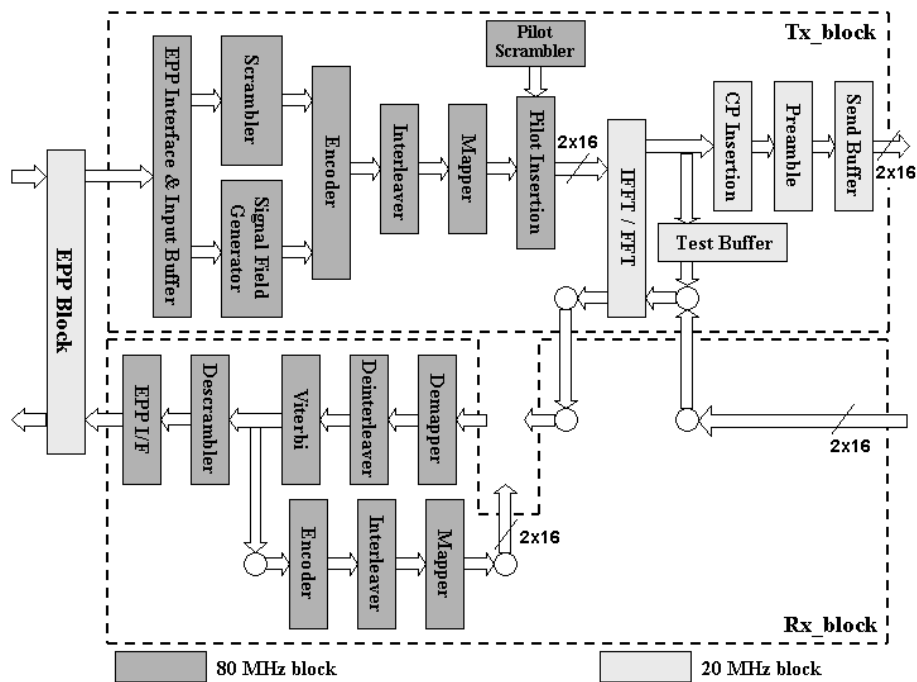 Tx_block
Pilot
Scrambler
EPP Interface & Input Buffer
Scrambler
Signal Field
Generator
Encoder
Interleaver
Mapper
Pilot Insertion
2x16
IFFT / FFT
CP Insertion
Preamble
Send Buffer
2x16
Test Buffer
EPP Block
EPP I/F
Descrambler
Viterbi
Deinterleaver
Demapper
2x16
Encoder
Interleaver
Mapper
2x16
Rx_block
80 MHz block
20 MHz block